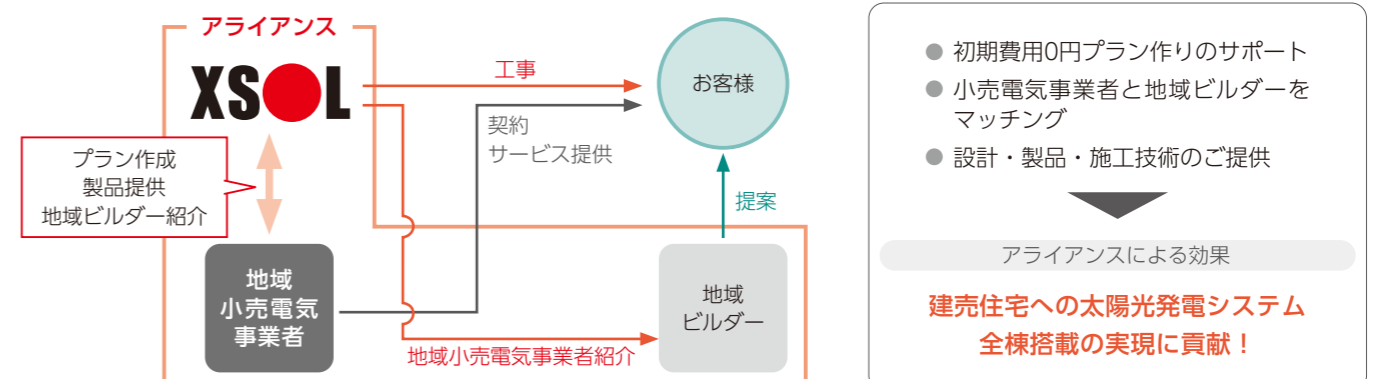 アライアンス
XSOL
工事
お客様
契約
サービス提供
プラン作成
製品提供
地域ビルダー紹介
提案
地域
小売電気
事業者
地域
ビルダー
地域小売電気事業者紹介
● 初期費用0円プラン作りのサポート
● 小売電気事業者と地域ビルダーを
マッチング
● 設計・製品・施工技術のご提供
アライアンスによる効果
建売住宅への太陽光発電システム
全棟搭載の実現に貢献！